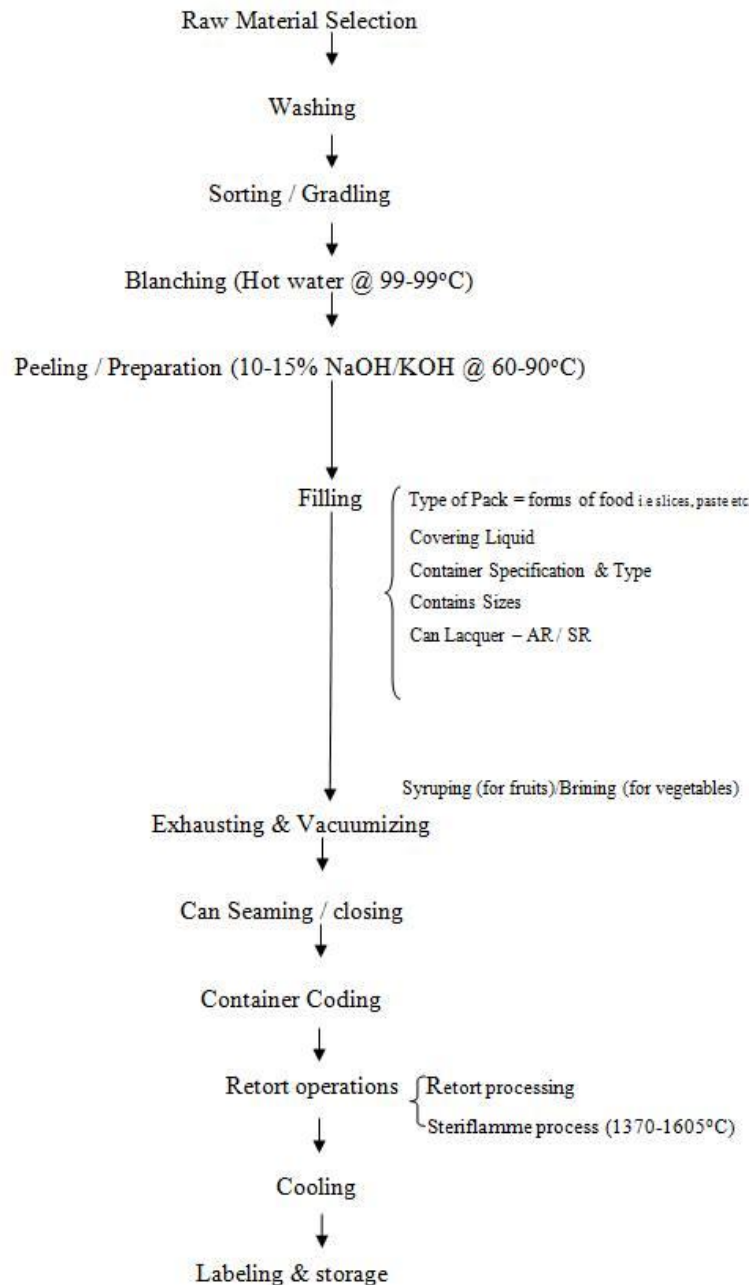 Raw Material Selection
Washing
Sorting / Gradling
Blanching (Hot water @ 99-99°C)
Peeling / Preparation (10-15% NaOH/KOH @ 60-90°C)
Filling
Type of Pack = forms of food i.e slices, paste etc
Covering Liquid
Container Specification & Type
Contains Sizes
Can Lacquer – AR / SR
Syruping (for fruits)/Brining (for vegetables)
Exhausting & Vacuumizing
Can Seaming / closing
Container Coding
Retort operations
Retort processing
Steriflamme process (1370-1605°C)
Cooling
Labeling & storage